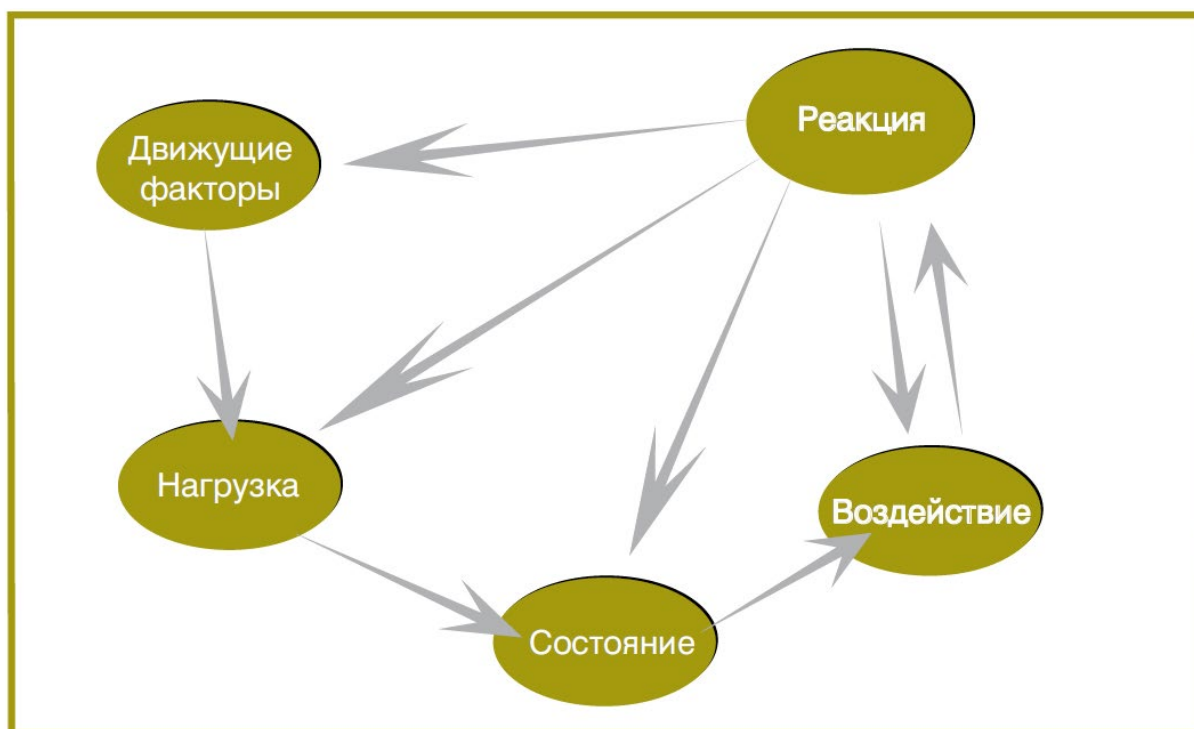 Движущие
факторы
Реакция
Нагрузка
Воздействие
Состояние